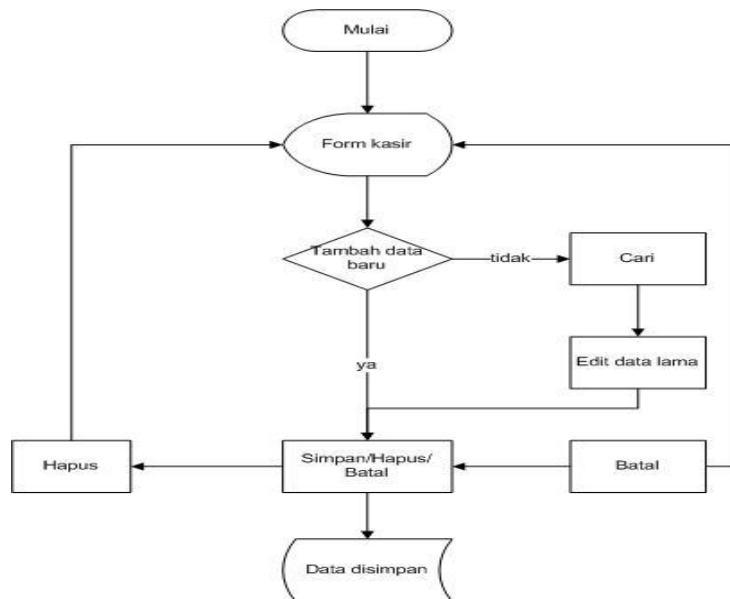 Mulai
Form kasir
Tambah data
baru
tidak
Cari
ya
Edit data lama
Hapus
Simpan/Hapus/
Batal
Batal
Data disimpan